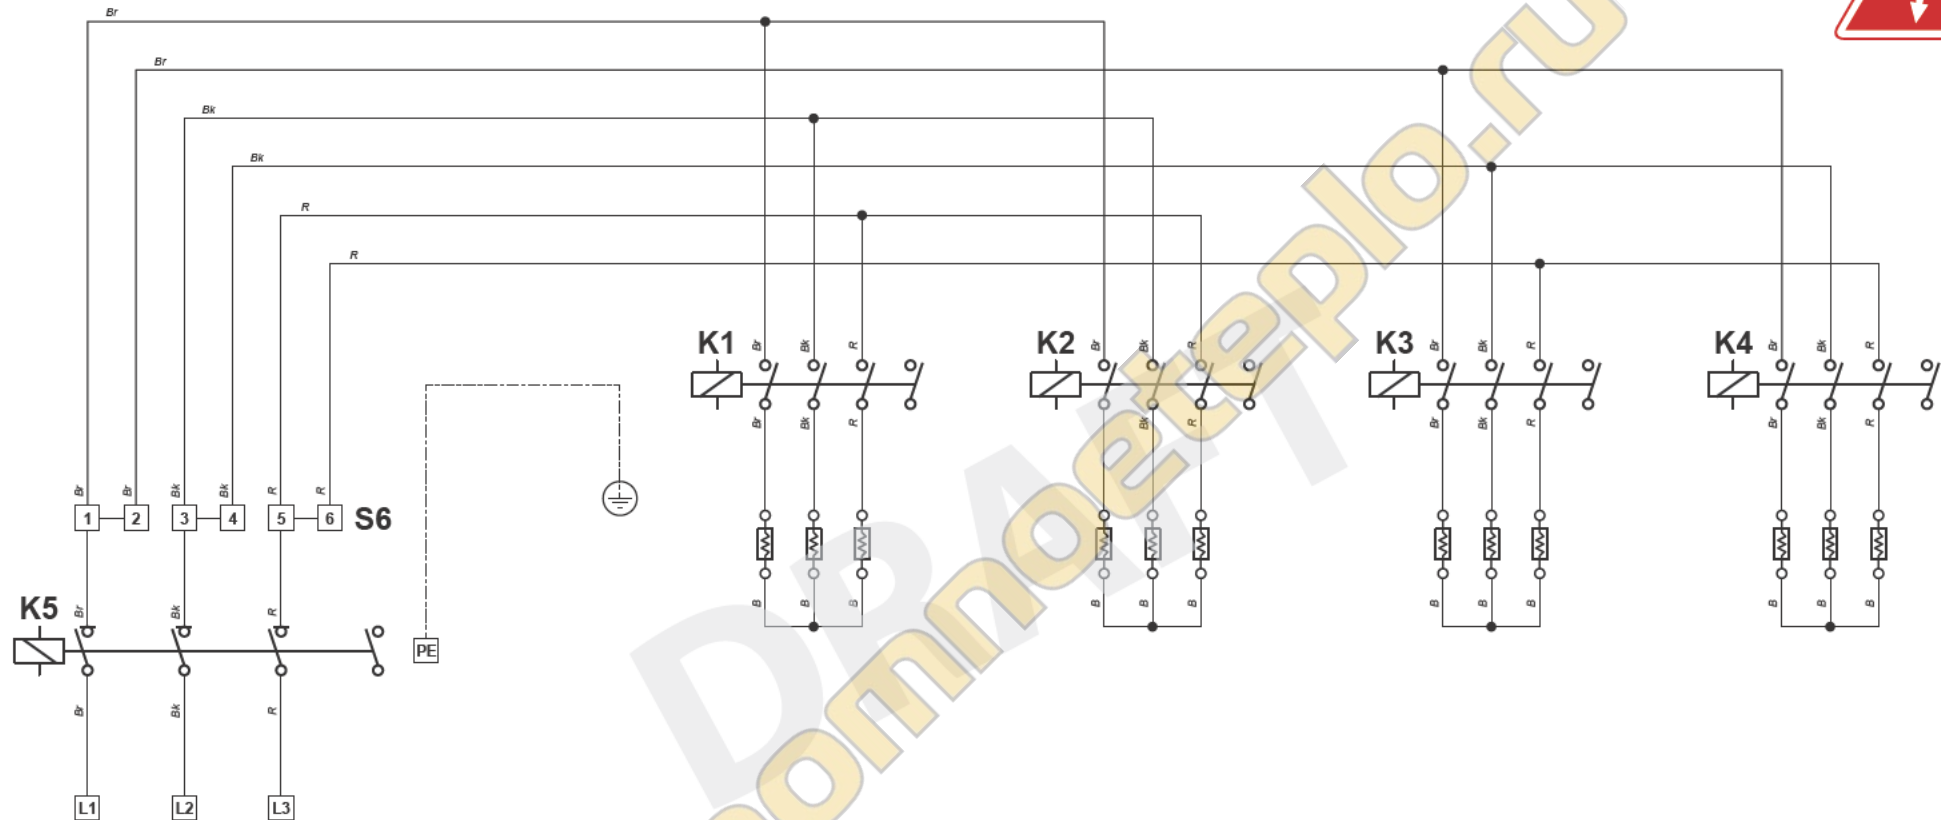 Br
Br
Bk
Bk
R
R
K1 Br Bk R
K2 Br Bk R
K3 Br Bk R
K4 Br Bk R
Br Bk R
Br Bk R
Br Bk R
Br Bk R
Br Br Bk Bk R R
1 2 3 4 5 6 S6
B B B
B B B
B B B
B B B
K5 Br Bk R
PE
Br Bk R
L1 L2 L3
DRAFT
omnoeteplo.ru